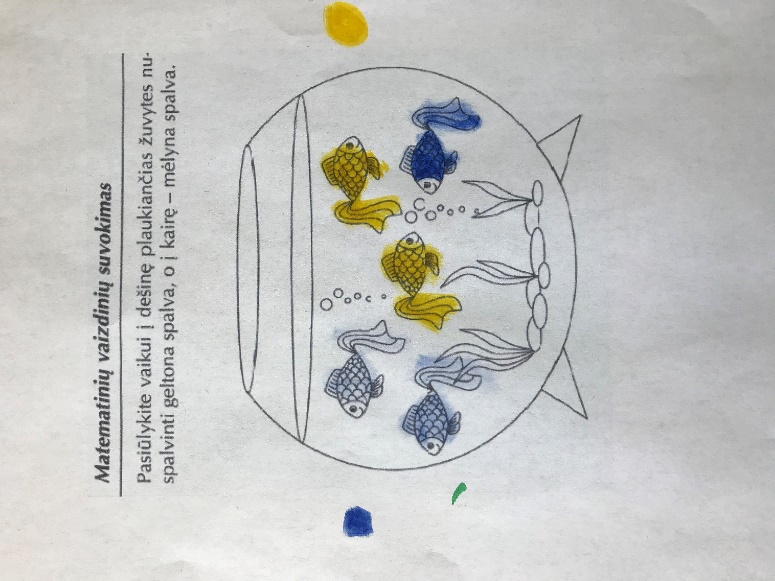 Matematinių vaizdinių suvokimas
Pasiūlykite vaikui į dešinę plaukiančias žuvytes nu-
spalvinti geltona spalva, o į kairę – mėlyna spalva.